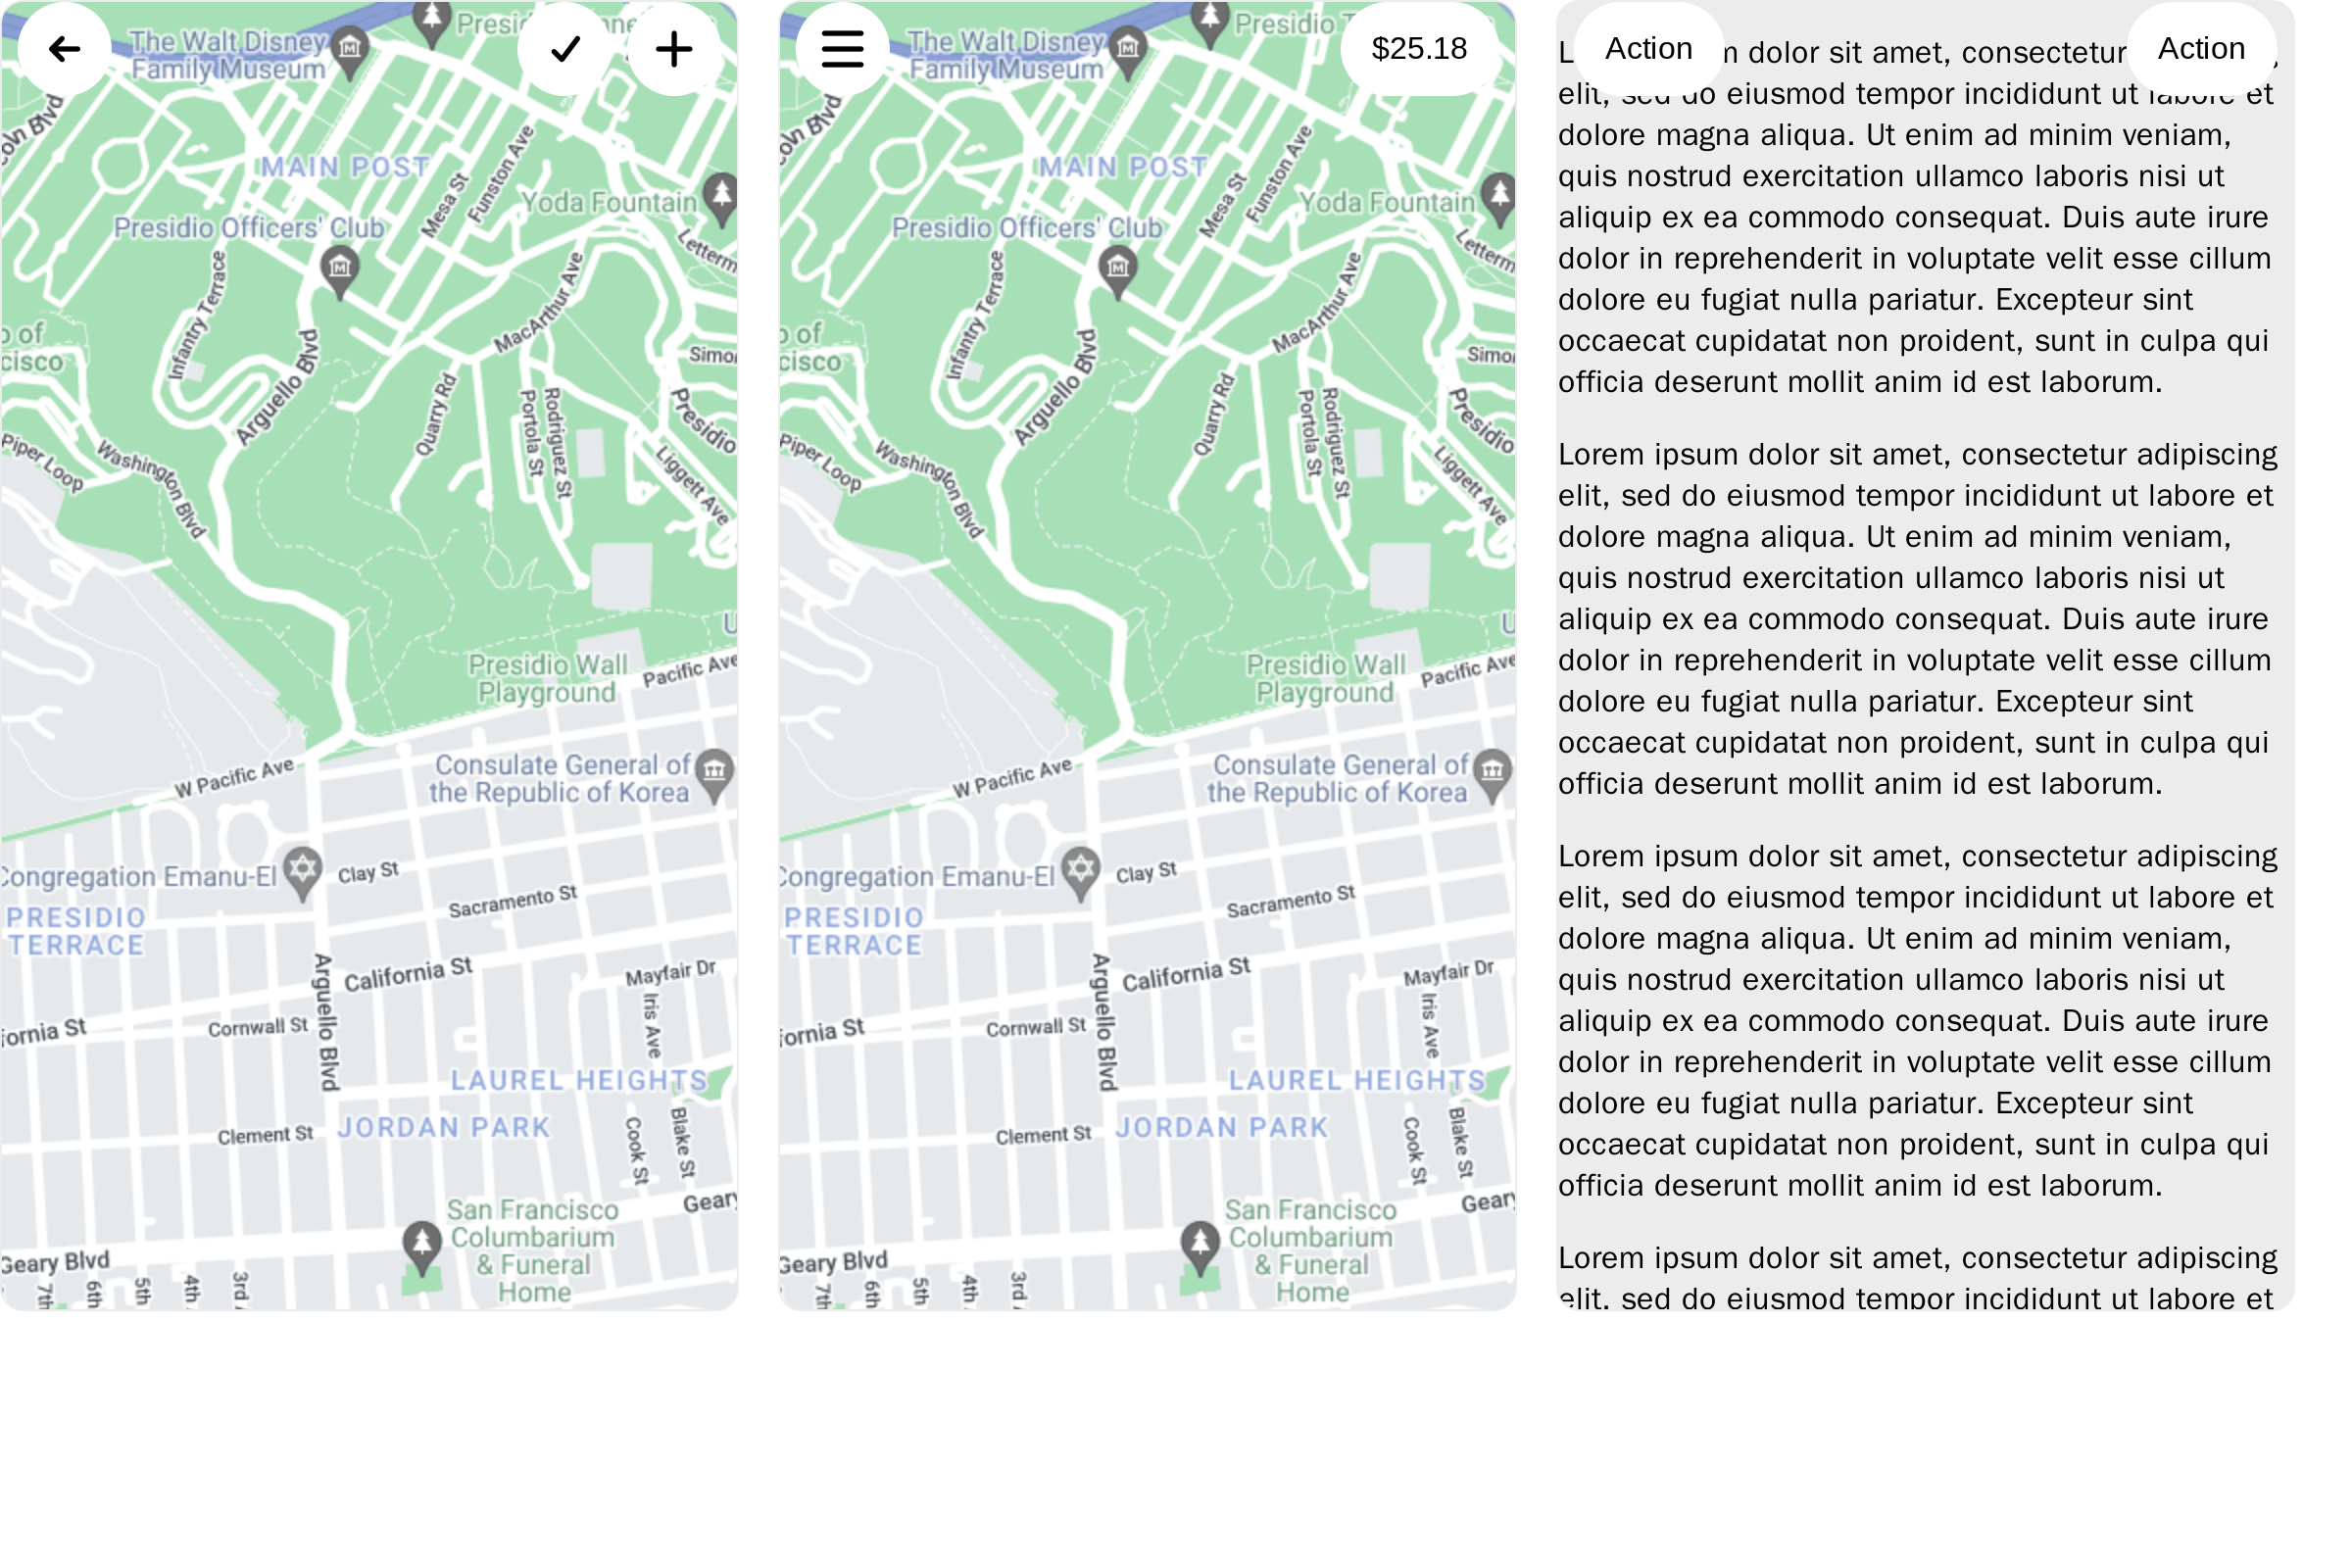 The Walt Disney
Family Museum
MAIN POST
Mesa St
Funston Ave
Yoda Fountain
Presidio Officers' Club
Infantry Terrace
MacArthur Ave
Arguello Blvd
Quarry Rd
Rodriguez St
Portola St
Presidio
Piper Loop
Washington Blvd
Liggett Ave
Presidio Wall
Playground
Pacific Ave
W Pacific Ave
Consulate General of
the Republic of Korea
Congregation Emanu-El
Clay St
Sacramento St
PRESIDIO
TERRACE
California St
Mayfair Dr
Iris Ave
Arguello Blvd
Cornwall St
LAUREL HEIGHTS
JORDAN PARK
Clement St
Cook St
Blake St
San Francisco
Columbarium
& Funeral
Home
Geary
Geary Blvd
7th
6th
5th
4th
3rd
$25.18
The Walt Disney
Family Museum
Presidio
MAIN POST
Mesa St
Funston Ave
Yoda Fountain
Presidio Officers' Club
Infantry Terrace
MacArthur Ave
Arguello Blvd
Quarry Rd
Rodriguez St
Portola St
Presidio
Piper Loop
Washington Blvd
Liggett Ave
Presidio Wall
Playground
Pacific Ave
W Pacific Ave
Consulate General of
the Republic of Korea
Congregation Emanu-El
Clay St
Sacramento St
PRESIDIO
TERRACE
California St
Mayfair Dr
Iris Ave
Arguello Blvd
Cornwall St
LAUREL HEIGHTS
JORDAN PARK
Clement St
Cook St
Blake St
San Francisco
Columbarium
& Funeral
Home
Geary
Geary Blvd
7th
6th
5th
4th
3rd
Action
Action
dolor sit amet, consectetur
elit, sed do eiusmod tempor incididunt ut labore et
dolore magna aliqua. Ut enim ad minim veniam,
quis nostrud exercitation ullamco laboris nisi ut
aliquip ex ea commodo consequat. Duis aute irure
dolor in reprehenderit in voluptate velit esse cillum
dolore eu fugiat nulla pariatur. Excepteur sint
occaecat cupidatat non proident, sunt in culpa qui
officia deserunt mollit anim id est laborum.
Lorem ipsum dolor sit amet, consectetur adipiscing
elit, sed do eiusmod tempor incididunt ut labore et
dolore magna aliqua. Ut enim ad minim veniam,
quis nostrud exercitation ullamco laboris nisi ut
aliquip ex ea commodo consequat. Duis aute irure
dolor in reprehenderit in voluptate velit esse cillum
dolore eu fugiat nulla pariatur. Excepteur sint
occaecat cupidatat non proident, sunt in culpa qui
officia deserunt mollit anim id est laborum.
Lorem ipsum dolor sit amet, consectetur adipiscing
elit, sed do eiusmod tempor incididunt ut labore et
dolore magna aliqua. Ut enim ad minim veniam,
quis nostrud exercitation ullamco laboris nisi ut
aliquip ex ea commodo consequat. Duis aute irure
dolor in reprehenderit in voluptate velit esse cillum
dolore eu fugiat nulla pariatur. Excepteur sint
occaecat cupidatat non proident, sunt in culpa qui
officia deserunt mollit anim id est laborum.
Lorem ipsum dolor sit amet, consectetur adipiscing
elit, sed do eiusmod tempor incididunt ut labore et